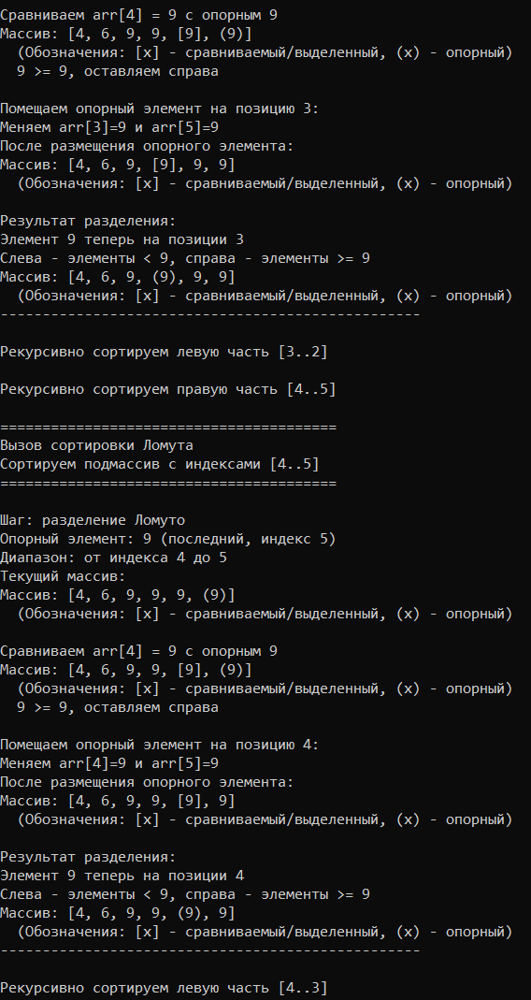 Сравниваем arr[4] = 9 с опорным 9
Массив: [4, 6, 9, 9, [9], (9)]
  (Обозначения: [x] - сравниваемый/выделенный, (x) - опорный)
  9 >= 9, оставляем справа

Помещаем опорный элемент на позицию 3:
Меняем arr[3]=9 и arr[5]=9
После размещения опорного элемента:
Массив: [4, 6, 9, [9], 9, 9]
  (Обозначения: [x] - сравниваемый/выделенный, (x) - опорный)

Результат разделения:
Элемент 9 теперь на позиции 3
Слева - элементы < 9, справа - элементы >= 9
Массив: [4, 6, 9, (9), 9, 9]
  (Обозначения: [x] - сравниваемый/выделенный, (x) - опорный)
--------------------------------------------------

Рекурсивно сортируем левую часть [3..2]

Рекурсивно сортируем правую часть [4..5]

========================================
Вызов сортировки Ломута
Сортируем подмассив с индексами [4..5]
========================================

Шаг: разделение Ломуто
Опорный элемент: 9 (последний, индекс 5)
Диапазон: от индекса 4 до 5
Текущий массив:
Массив: [4, 6, 9, 9, 9, (9)]
  (Обозначения: [x] - сравниваемый/выделенный, (x) - опорный)

Сравниваем arr[4] = 9 с опорным 9
Массив: [4, 6, 9, 9, [9], (9)]
  (Обозначения: [x] - сравниваемый/выделенный, (x) - опорный)
  9 >= 9, оставляем справа

Помещаем опорный элемент на позицию 4:
Меняем arr[4]=9 и arr[5]=9
После размещения опорного элемента:
Массив: [4, 6, 9, 9, [9], 9]
  (Обозначения: [x] - сравниваемый/выделенный, (x) - опорный)

Результат разделения:
Элемент 9 теперь на позиции 4
Слева - элементы < 9, справа - элементы >= 9
Массив: [4, 6, 9, 9, (9), 9]
  (Обозначения: [x] - сравниваемый/выделенный, (x) - опорный)
--------------------------------------------------

Рекурсивно сортируем левую часть [4..3]